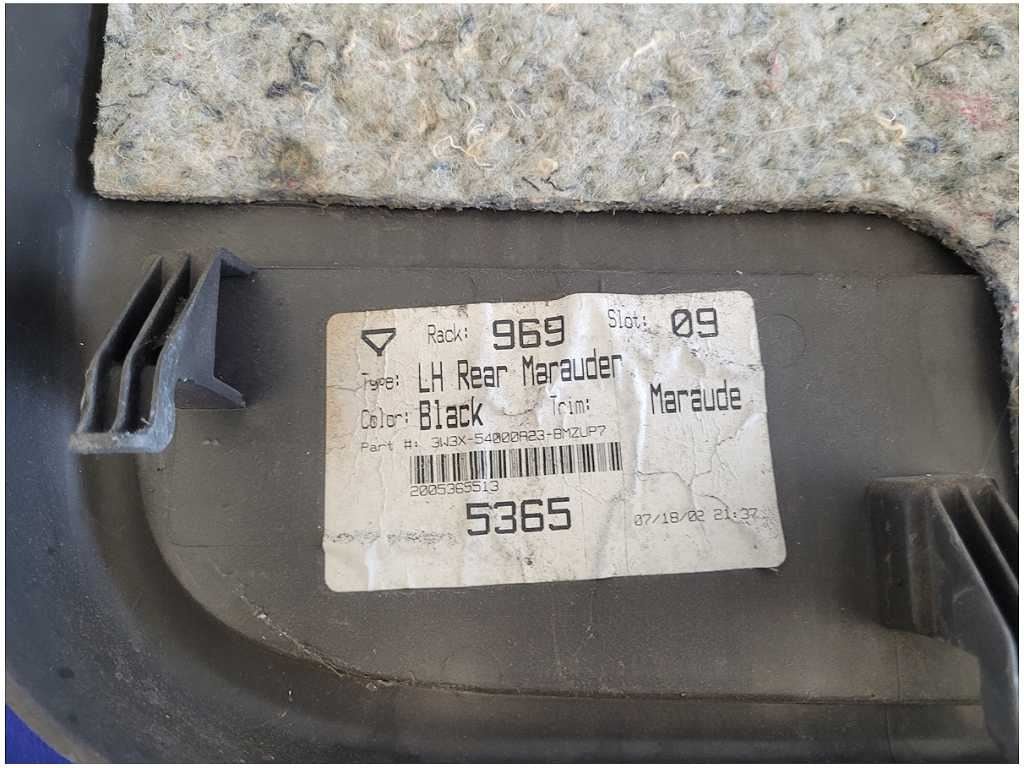 Rack: 969 Slot: 09
Type: LH Rear Marauder
Color: Black Trim: Maraude
Part #: 3W3X-54000A23-BMZUP7
2005365513
5365 07/18/02 21:37